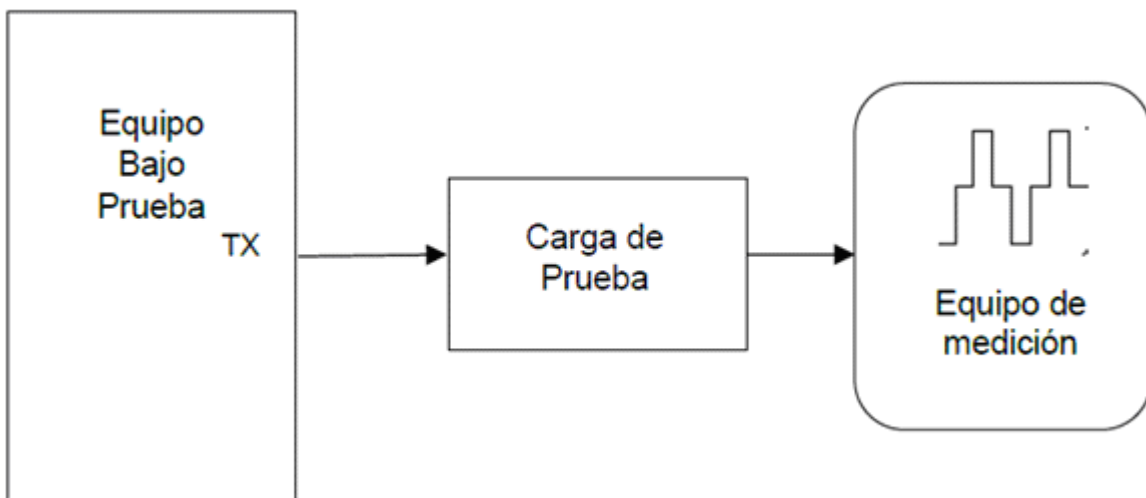 Equipo
Bajo
Prueba
TX
Carga de
Prueba
Equipo de
medición